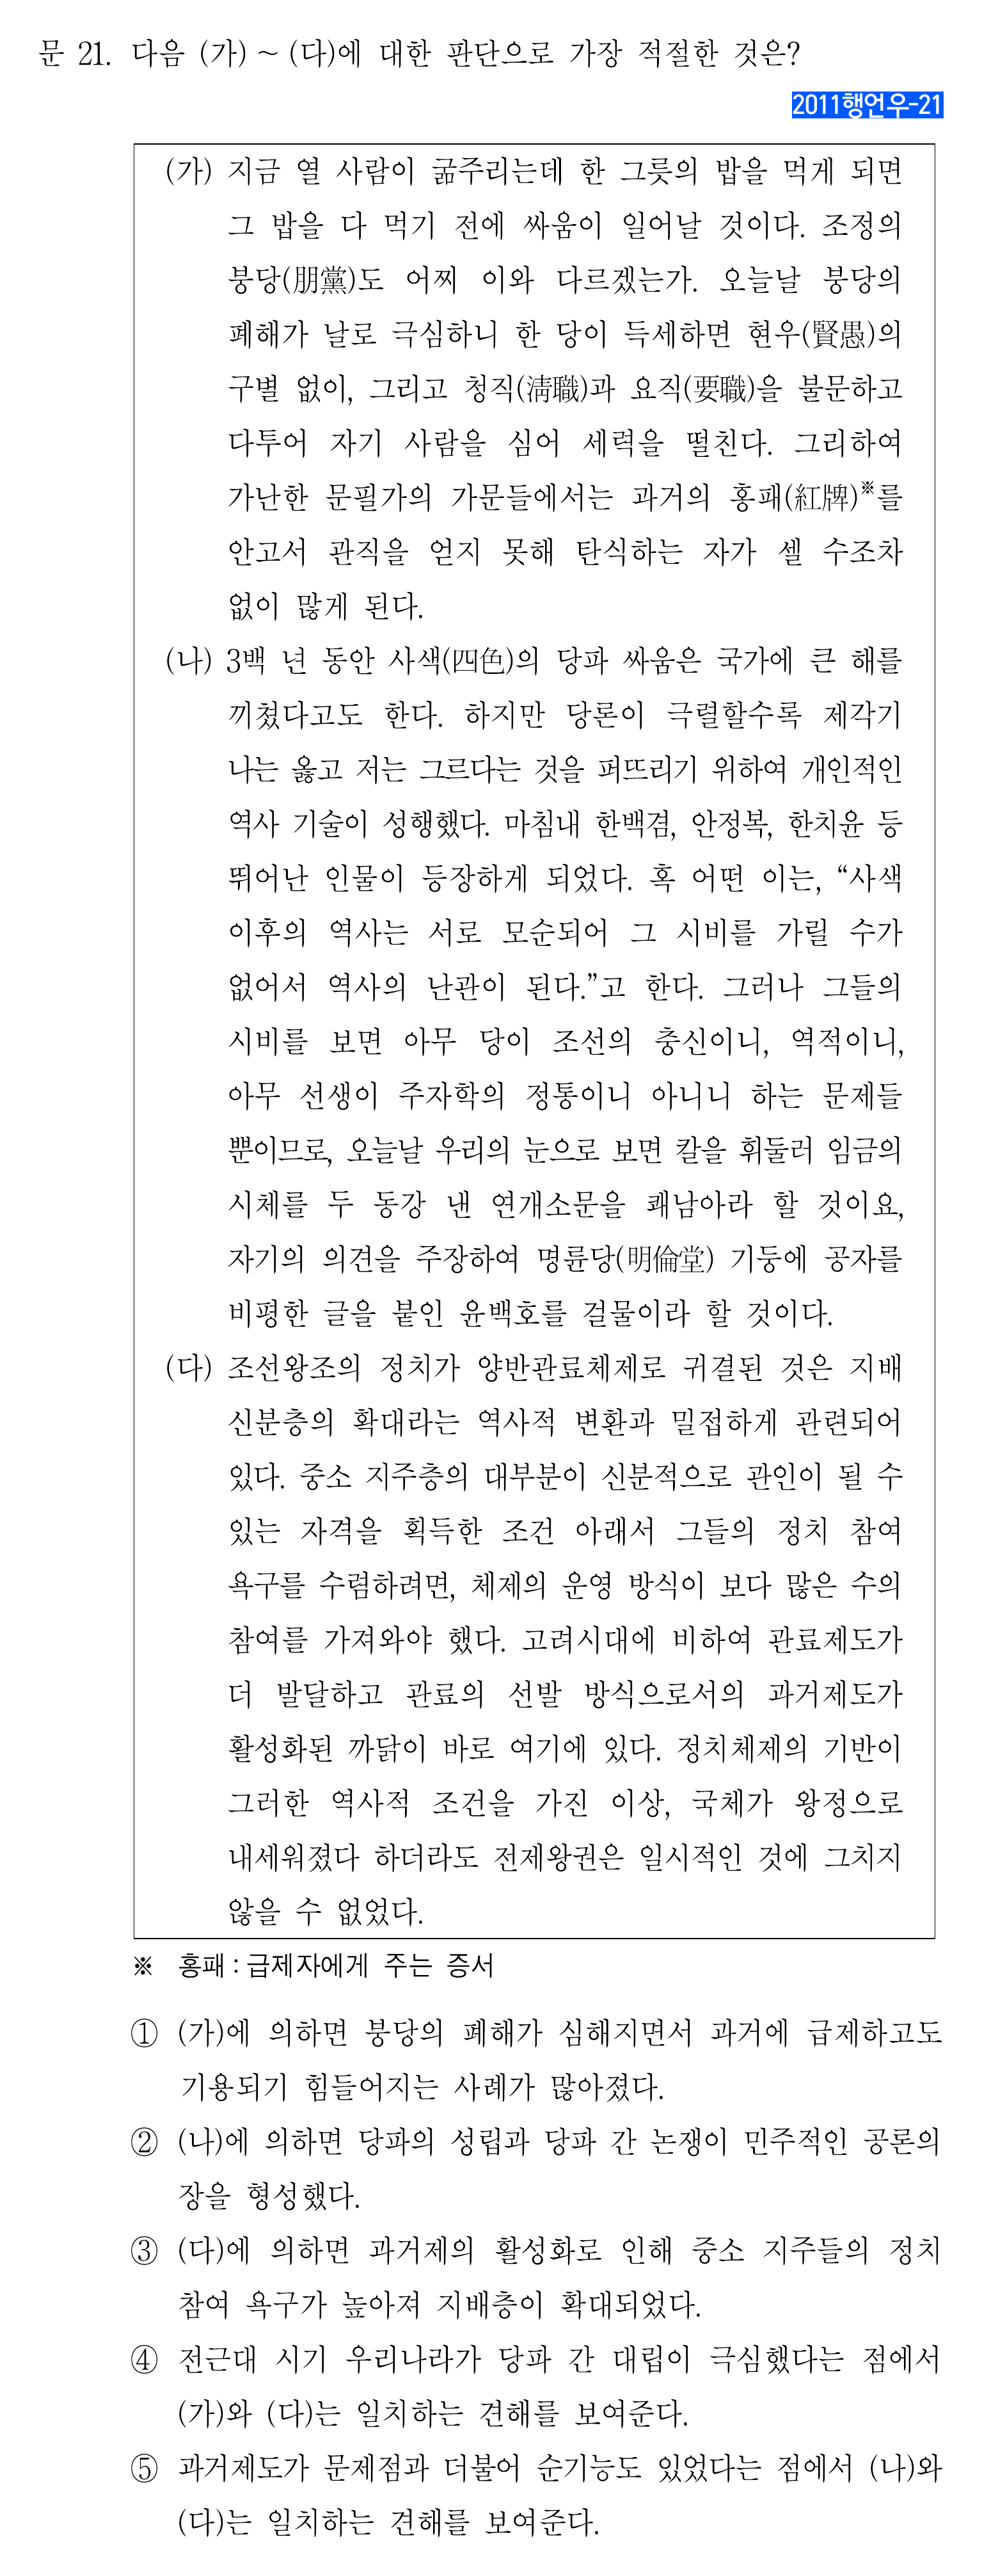 문 21. 다음 (가) ~ (다)에 대한 판단으로 가장 적절한 것은?
2011행언우-21
(가) 지금 열 사람이 굶주리는데 한 그릇의 밥을 먹게 되면
그 밥을 다 먹기 전에 싸움이 일어날 것이다. 조정의
붕당(朋黨)도 어찌 이와 다르겠는가. 오늘날 붕당의
폐해가 날로 극심하니 한 당이 득세하면 현우(賢愚)의
구별 없이, 그리고 청직(淸職)과 요직(要職)을 불문하고
다투어 자기 사람을 심어 세력을 떨친다. 그리하여
가난한 문필가의 가문들에서는 과거의 홍패(紅牌)※를
안고서 관직을 얻지 못해 탄식하는 자가 셀 수조차
없이 많게 된다.
(나) 3백 년 동안 사색(四色)의 당파 싸움은 국가에 큰 해를
끼쳤다고도 한다. 하지만 당론이 극렬할수록 제각기
나는 옳고 저는 그르다는 것을 퍼뜨리기 위하여 개인적인
역사 기술이 성행했다. 마침내 한백겸, 안정복, 한치윤 등
뛰어난 인물이 등장하게 되었다. 혹 어떤 이는, “사색
이후의 역사는 서로 모순되어 그 시비를 가릴 수가
없어서 역사의 난관이 된다.”고 한다. 그러나 그들의
시비를 보면 아무 당이 조선의 충신이니, 역적이니,
아무 선생이 주자학의 정통이니 아니니 하는 문제들
뿐이므로, 오늘날 우리의 눈으로 보면 칼을 휘둘러 임금의
시체를 두 동강 낸 연개소문을 쾌남아라 할 것이요,
자기의 의견을 주장하여 명륜당(明倫堂) 기둥에 공자를
비평한 글을 붙인 윤백호를 걸물이라 할 것이다.
(다) 조선왕조의 정치가 양반관료체제로 귀결된 것은 지배
신분층의 확대라는 역사적 변환과 밀접하게 관련되어
있다. 중소 지주층의 대부분이 신분적으로 관인이 될 수
있는 자격을 획득한 조건 아래서 그들의 정치 참여
욕구를 수렴하려면, 체제의 운영 방식이 보다 많은 수의
참여를 가져와야 했다. 고려시대에 비하여 관료제도가
더 발달하고 관료의 선발 방식으로서의 과거제도가
활성화된 까닭이 바로 여기에 있다. 정치체제의 기반이
그러한 역사적 조건을 가진 이상, 국체가 왕정으로
내세워졌다 하더라도 전제왕권은 일시적인 것에 그치지
않을 수 없었다.
※ 홍패 : 급제자에게 주는 증서
① (가)에 의하면 붕당의 폐해가 심해지면서 과거에 급제하고도
기용되기 힘들어지는 사례가 많아졌다.
② (나)에 의하면 당파의 성립과 당파 간 논쟁이 민주적인 공론의
장을 형성했다.
③ (다)에 의하면 과거제의 활성화로 인해 중소 지주들의 정치
참여 욕구가 높아져 지배층이 확대되었다.
④ 전근대 시기 우리나라가 당파 간 대립이 극심했다는 점에서
(가)와 (다)는 일치하는 견해를 보여준다.
⑤ 과거제도가 문제점과 더불어 순기능도 있었다는 점에서 (나)와
(다)는 일치하는 견해를 보여준다.